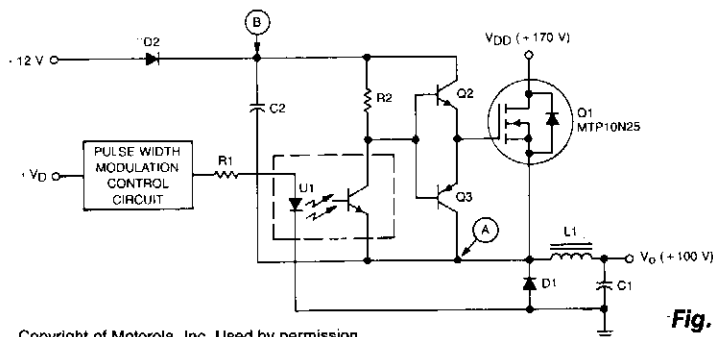 B
D2
VDD (+170 V)
- 12 V
R2
Q2
C2
Q1
MTP10N25
PULSE WIDTH
MODULATION
CONTROL
CIRCUIT
R1
VD
U1
Q3
A
L1
Vo (+100 V)
D1
C1
Fig.
Copyright of Motorola, Inc. Used by permission